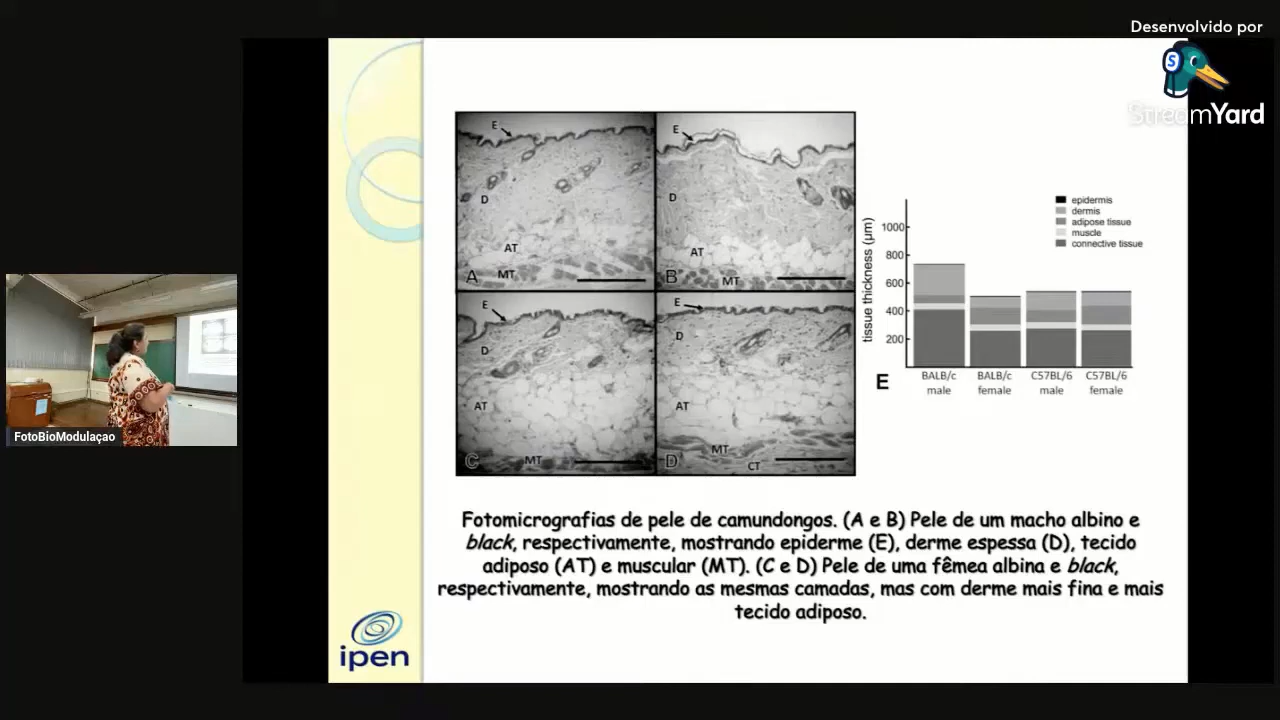 Desenvolvido por
StreamYard
E
D
AT
MT
A
E
D
AT
MT
B
E
D
AT
MT
C
E
D
AT
MT
CT
D
epidermis
dermis
adipose tissue
muscle
connective tissue
tissue thickness (µm)
1000
800
600
400
200
BALB/c
male
BALB/c
female
C57BL/6
male
C57BL/6
female
E
FotoBioModulaçao
Fotomicrografias de pele de camundongos. (A e B) Pele de um macho albino e
black, respectivamente, mostrando epiderme (E), derme espessa (D), tecido
adiposo (AT) e muscular (MT). (C e D) Pele de uma fêmea albina e black,
respectivamente, mostrando as mesmas camadas, mas com derme mais fina e mais
tecido adiposo.
ipen